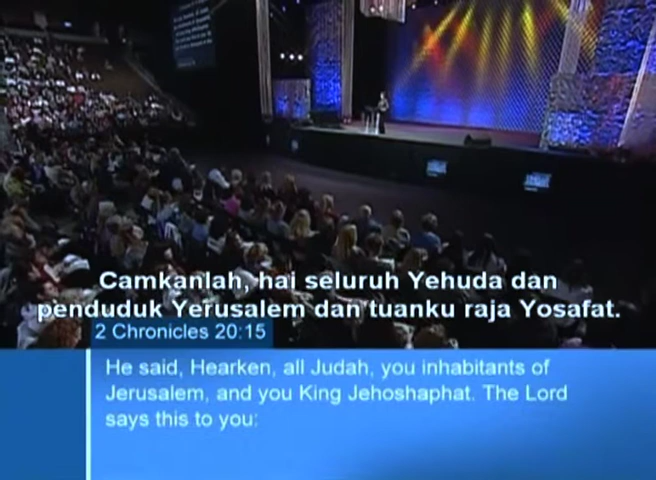 Camkanlah, hai seluruh Yehuda dan
penduduk Yerusalem dan tuanku raja Yosafat.
2 Chronicles 20:15
He said, Hearken, all Judah, you inhabitants of
Jerusalem, and you King Jehoshaphat. The Lord
says this to you: